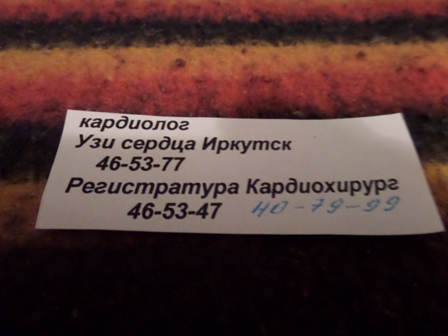 кардиолог
Узи сердца Иркутск
46-53-77
Регистратура Кардиохирург
46-53-47 40-79-99